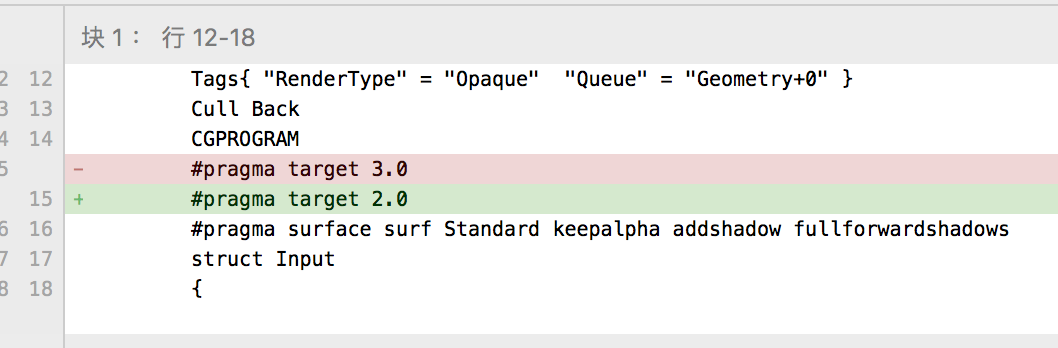 块 1： 行 12-18
2 12 Tags{ "RenderType" = "Opaque"  "Queue" = "Geometry+0" }
3 13 Cull Back
4 14 CGPROGRAM
5 - #pragma target 3.0
15 + #pragma target 2.0
6 16 #pragma surface surf Standard keepalpha addshadow fullforwardshadows
7 17 struct Input
8 18 {